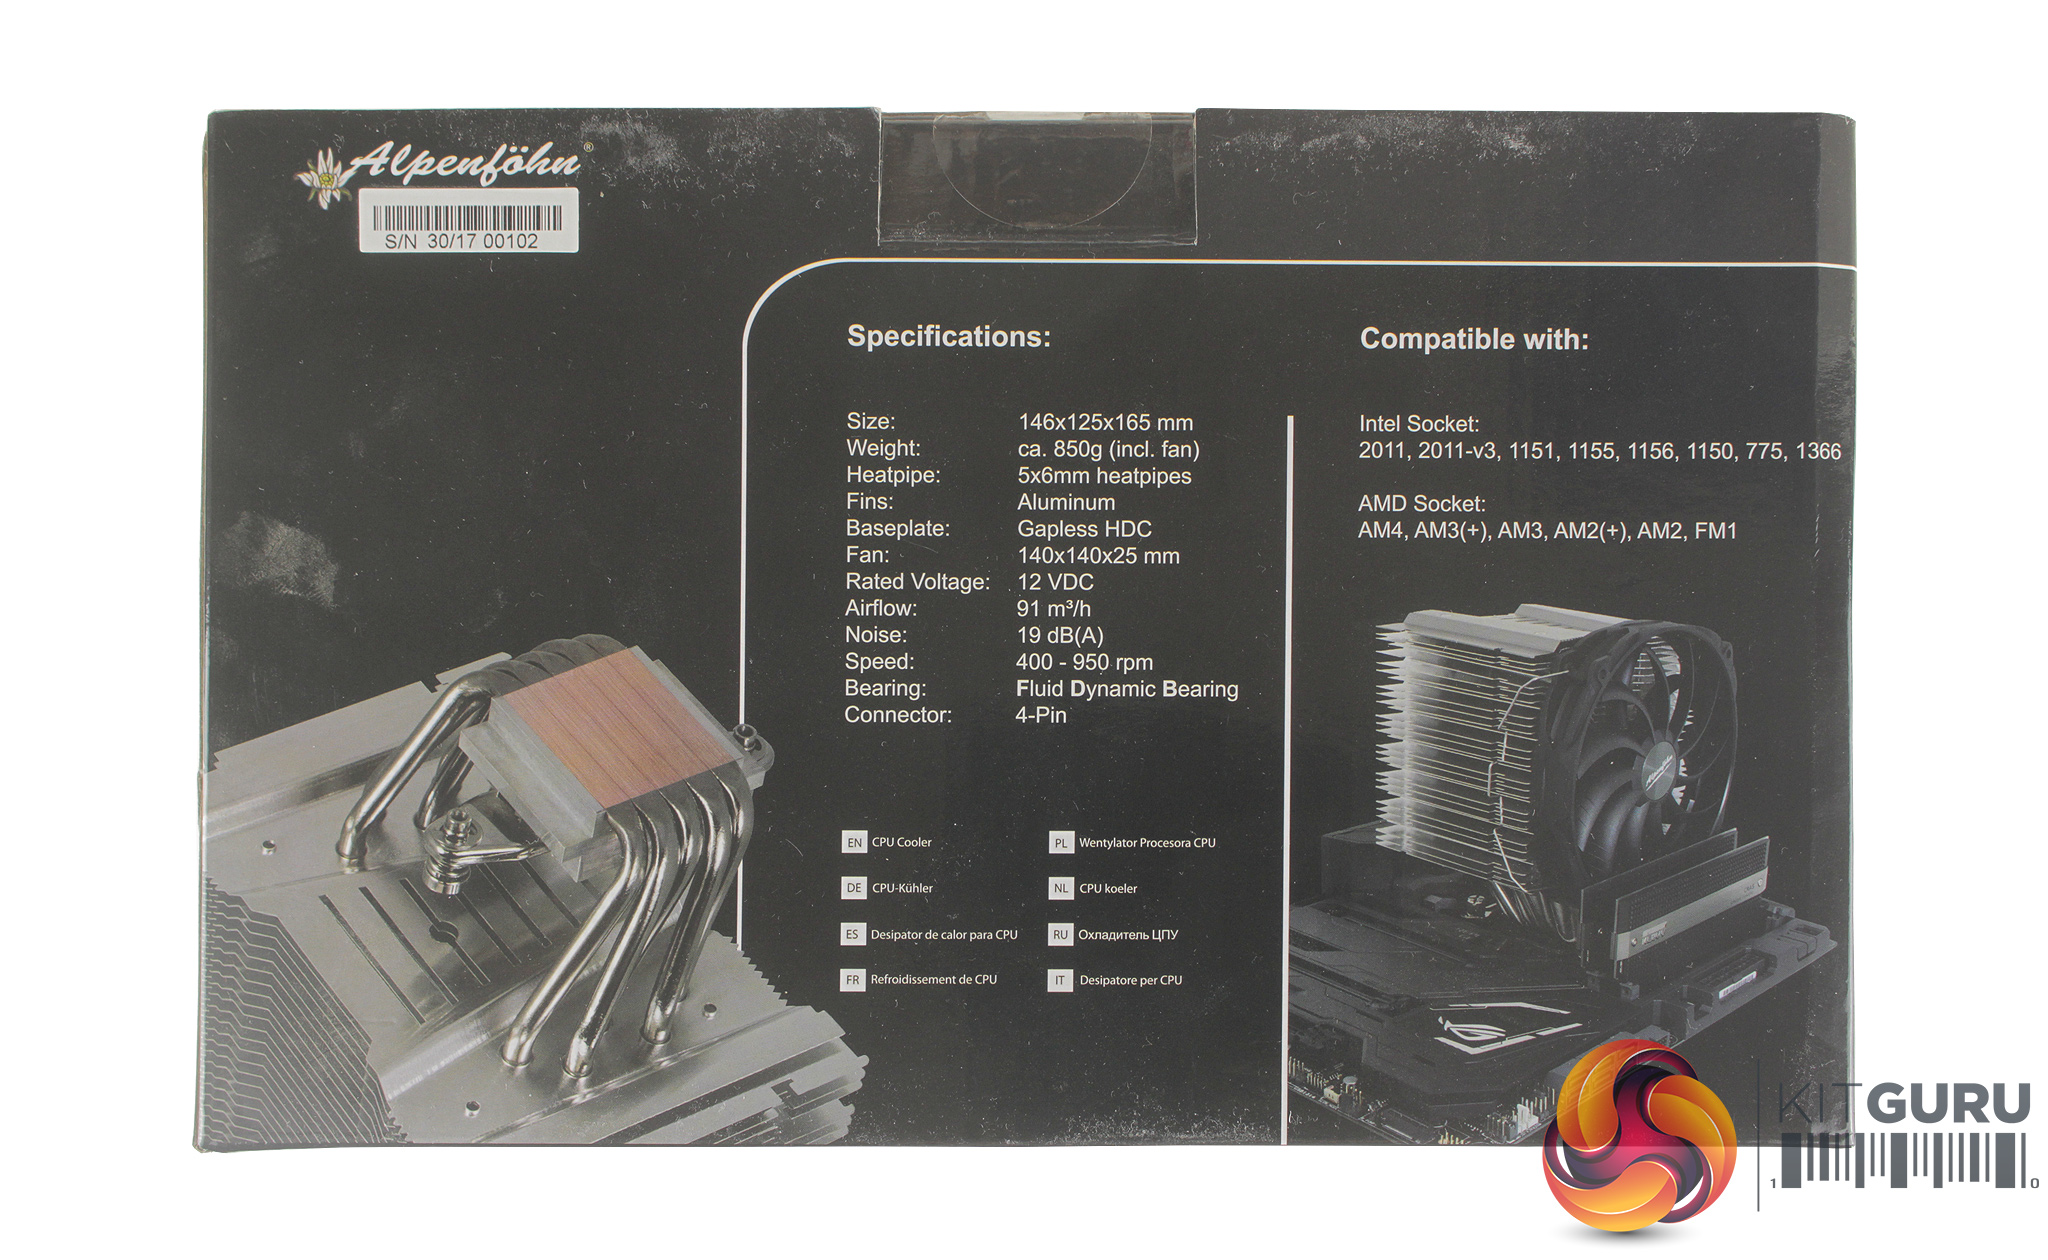 Alpenföhn®
S/N 30/17 00102
Specifications:
Size: 146x125x165 mm
Weight: ca. 850g (incl. fan)
Heatpipe: 5x6mm heatpipes
Fins: Aluminum
Baseplate: Gapless HDC
Fan: 140x140x25 mm
Rated Voltage: 12 VDC
Airflow: 91 m³/h
Noise: 19 dB(A)
Speed: 400 - 950 rpm
Bearing: Fluid Dynamic Bearing
Connector: 4-Pin
EN CPU Cooler
DE CPU-Kühler
ES Desipator de calor para CPU
FR Refroidissement de CPU
PL Wentylator Procesora CPU
NL CPU koeler
RU Охладитель ЦПУ
IT Desipatore per CPU
Compatible with:
Intel Socket:
2011, 2011-v3, 1151, 1155, 1156, 1150, 775, 1366
AMD Socket:
AM4, AM3(+), AM3, AM2(+), AM2, FM1
Alpenföhn
KITGURU
1 0